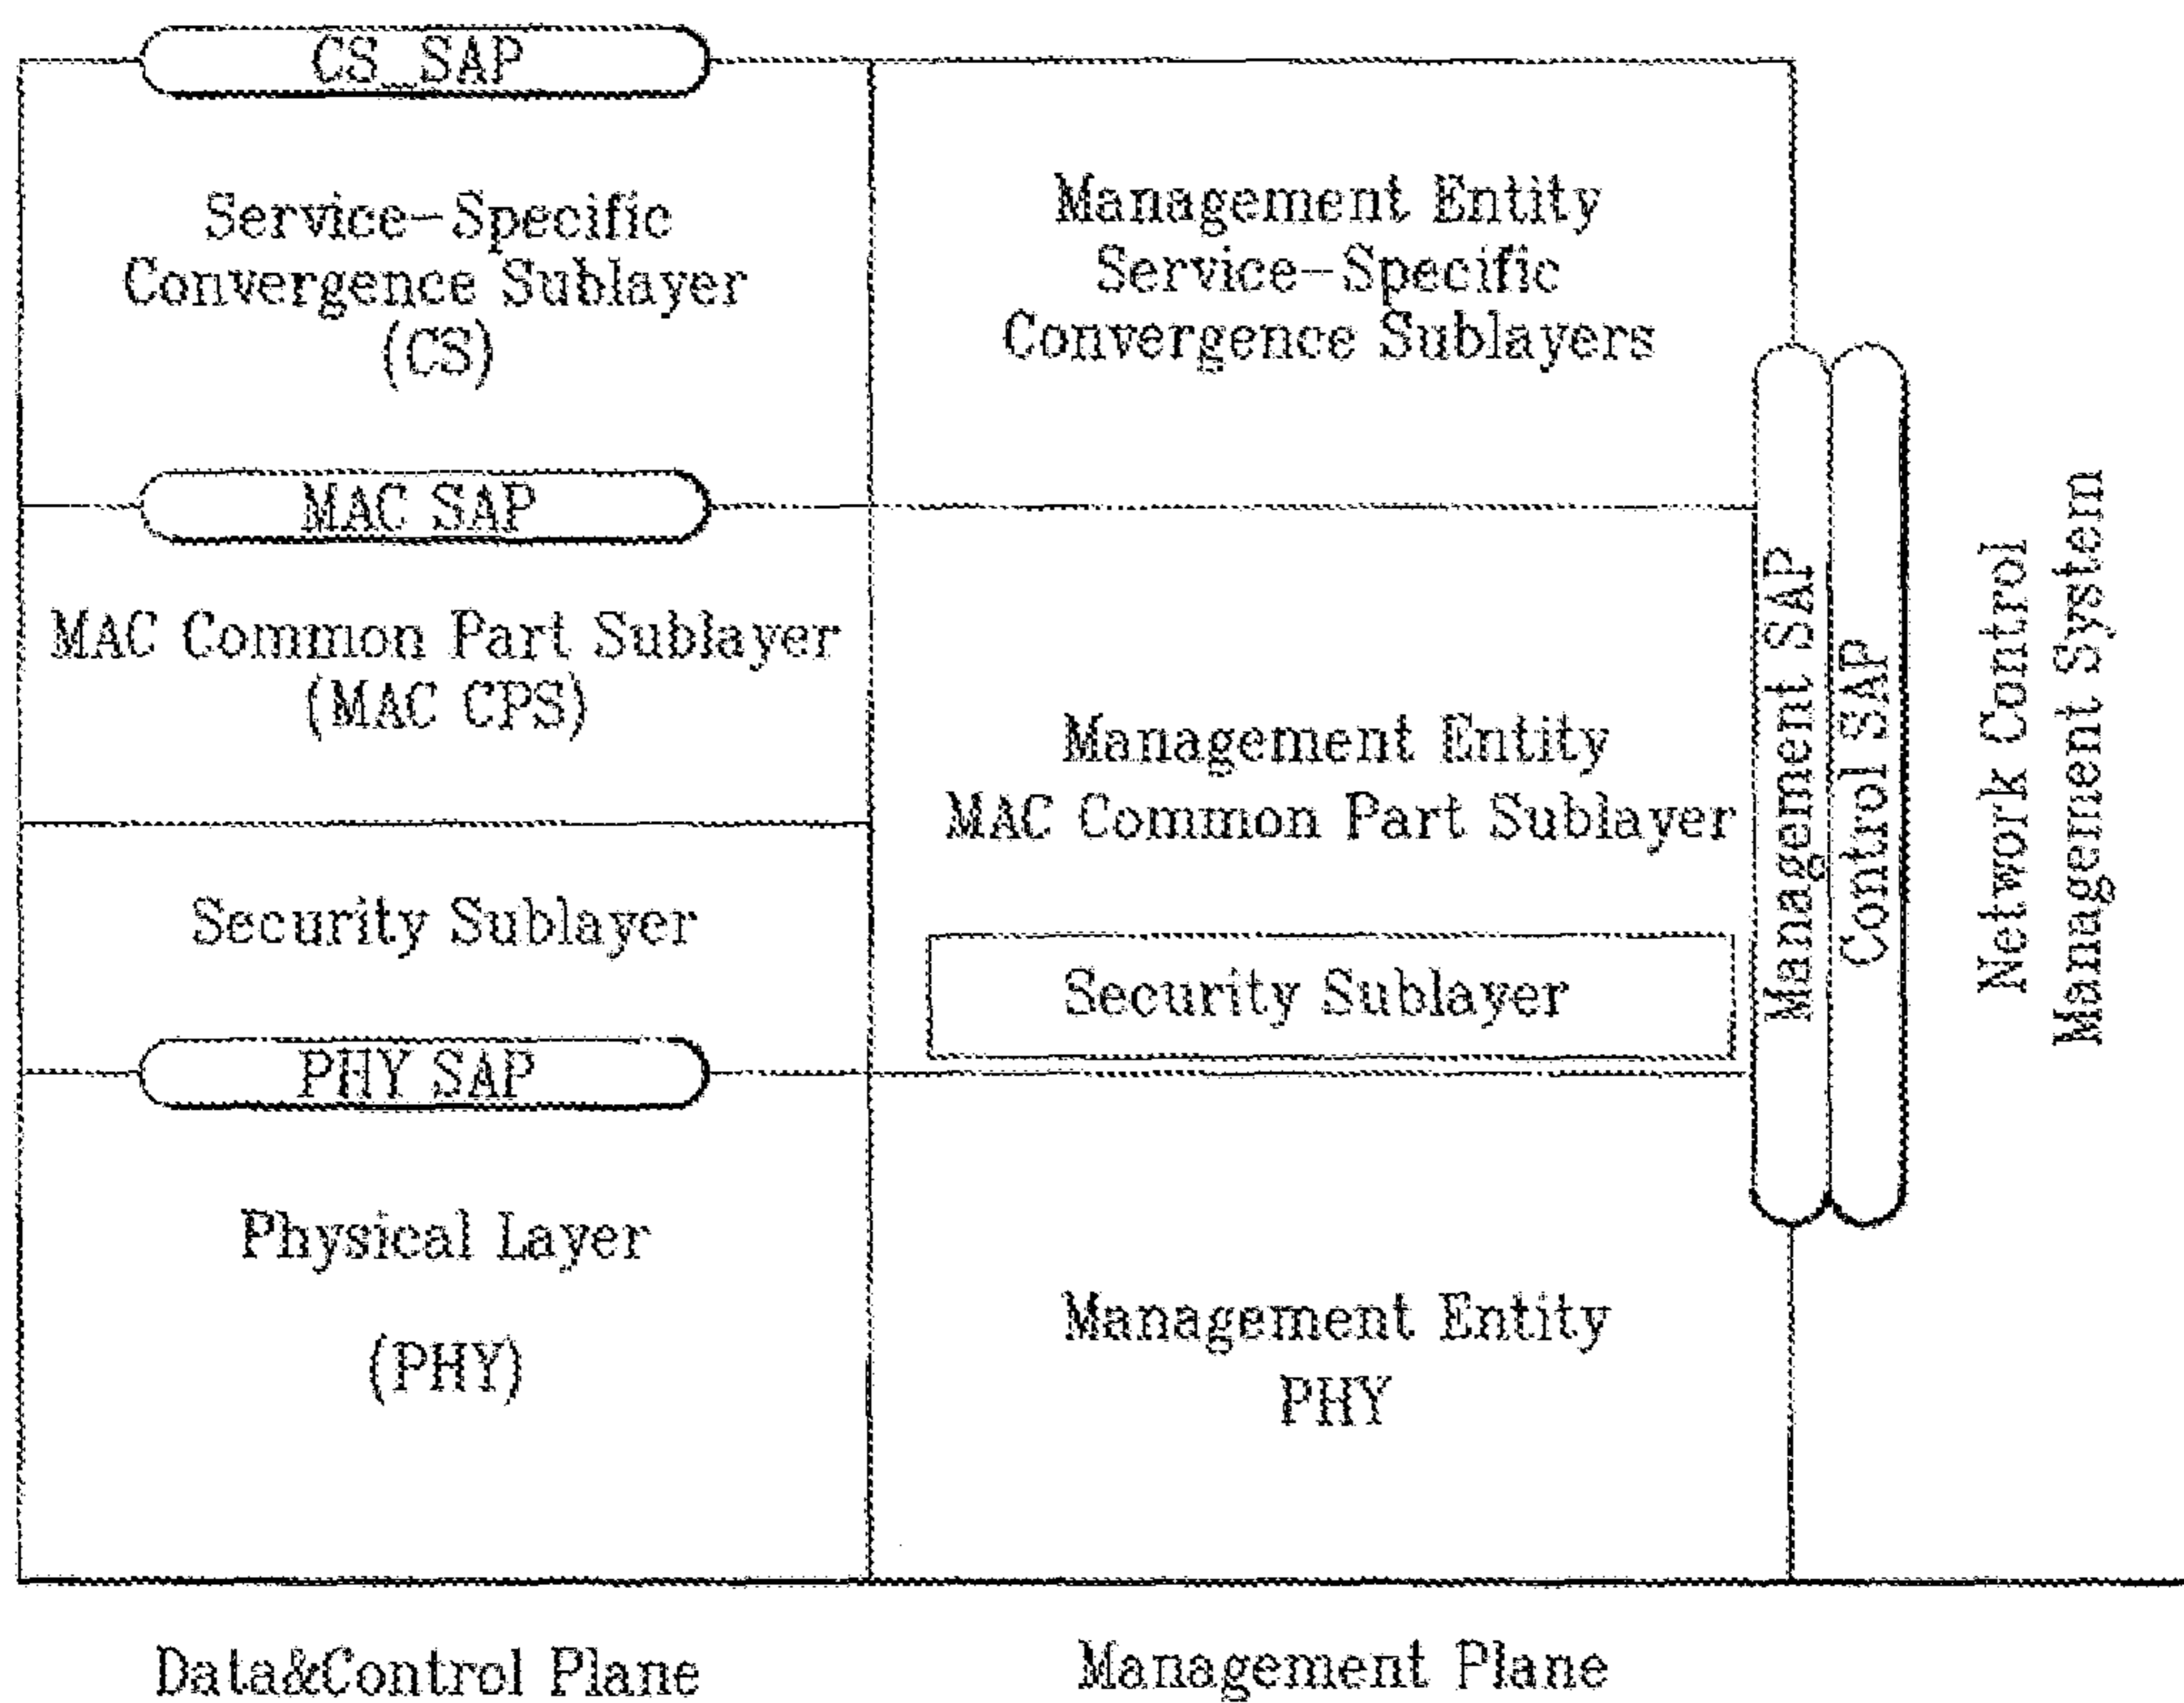 CS_SAP
Service-Specific
Convergence Sublayer
(CS)
MAC SAP
MAC Common Part Sublayer
(MAC CPS)
Security Sublayer
PHY SAP
Physical Layer
(PHY)
Data&Control Plane
Management Entity
Service-Specific
Convergence Sublayers
Management Entity
MAC Common Part Sublayer
Security Sublayer
Management Entity
PHY
Management Plane
Management SAP
Control SAP
Network Control
Management System